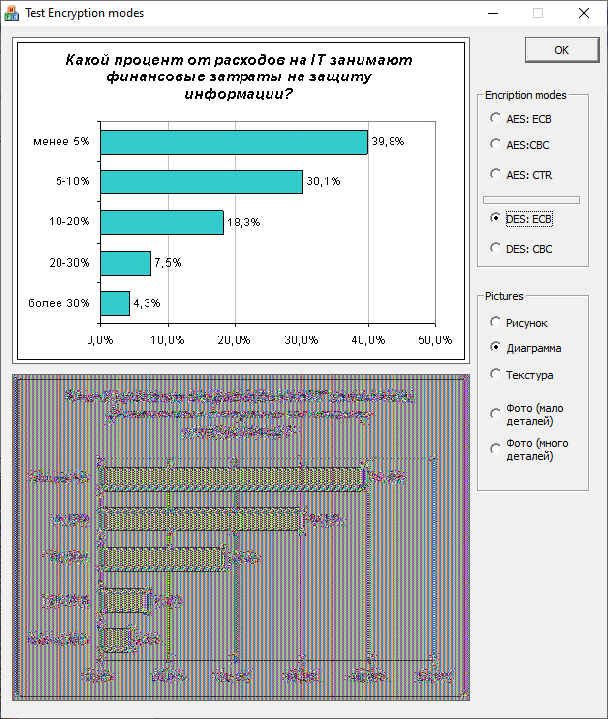 Test Encryption modes
Какой процент от расходов на IT занимают
финансовые затраты на защиту
информации?
менее 5%
39,8%
5-10%
30,1%
10-20%
18,3%
20-30%
7,5%
более 30%
4,3%
0,0%
10,0%
20,0%
30,0%
40,0%
50,0%
OK
Encription modes
AES: ECB
AES:CBC
AES: CTR
DES: ECB
DES: CBC
Pictures
Рисунок
Диаграмма
Текстура
Фото (мало
деталей)
Фото (много
деталей)